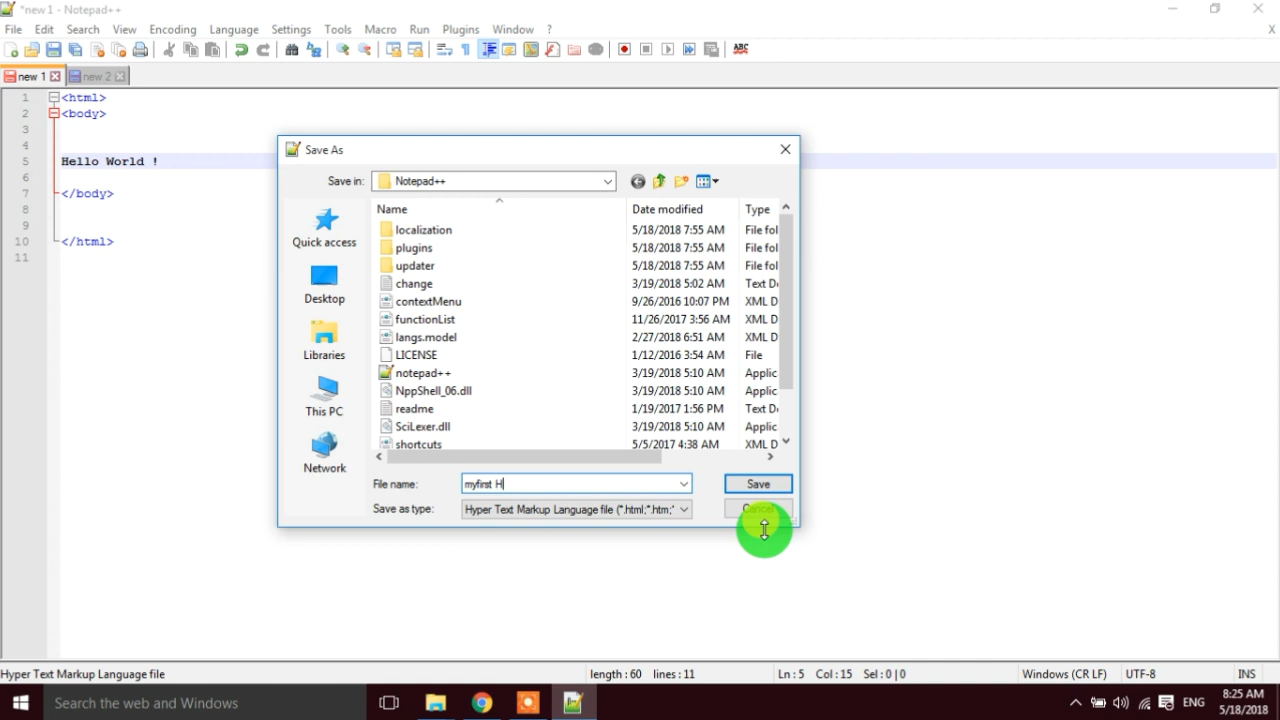 *new 1 - Notepad++
File Edit Search View Encoding Language Settings Tools Macro Run Plugins Window ? X
ABC
new 1 new 2
1 <html>
2 <body>
3
4
5 Hello World !
6
7 </body>
8
9
10 </html>
11
Save As
Save in: Notepad++
Name Date modified Type
Quick access
Desktop
Libraries
This PC
Network
localization 5/18/2018 7:55 AM File fol
plugins 5/18/2018 7:55 AM File fol
updater 5/18/2018 7:55 AM File fol
change 3/19/2018 5:02 AM Text D
contextMenu 9/26/2016 10:07 PM XML D
functionList 11/26/2017 3:56 AM XML D
langs.model 2/27/2018 6:51 AM XML D
LICENSE 1/12/2016 3:54 AM File
notepad++ 3/19/2018 5:10 AM Applic
NppShell_06.dll 3/19/2018 5:10 AM Applic
readme 1/19/2017 1:56 PM Text D
SciLexer.dll 3/19/2018 5:10 AM Applic
shortcuts 5/5/2017 4:38 AM XML D
File name: myfirst H Save
Save as type: Hyper Text Markup Language file (*.html;*.htm;* Cancel
Hyper Text Markup Language file length : 60 lines : 11 Ln : 5 Col : 15 Sel : 0 | 0 Windows (CR LF) UTF-8 INS
Search the web and Windows ENG 8:25 AM
5/18/2018